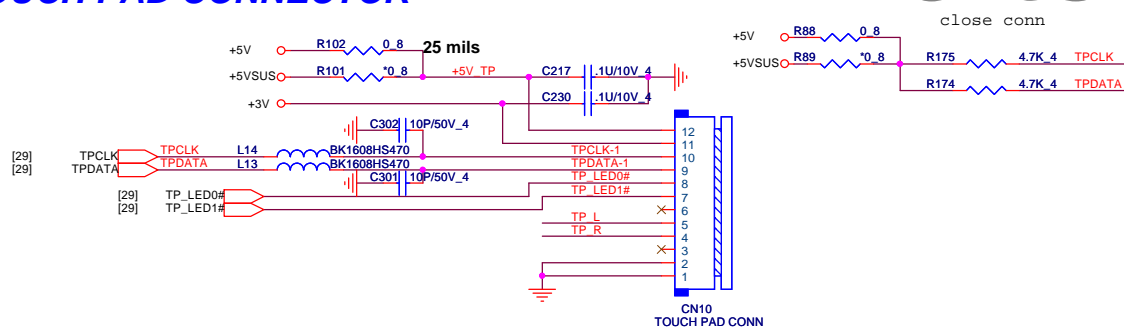 TOUCH PAD CONNECTOR
close conn
+5V R102 0_8 25 mils
+5VSUS R101 *0_8 +5V_TP C217 .1U/10V_4
+3V C230 .1U/10V_4
+5V R88 0_8
+5VSUS R89 *0_8 R175 4.7K_4 TPCLK
R174 4.7K_4 TPDATA
C302 10P/50V_4
12
11
[29] TPCLK TPCLK L14 BK1608HS470 TPCLK-1 10
[29] TPDATA TPDATA L13 BK1608HS470 TPDATA-1 9
C301 10P/50V_4 TP_LED0# 8
[29] TP_LED0# TP_LED1# 7
[29] TP_LED1# 6
TP_L 5
TP_R 4
3
2
1
CN10
TOUCH PAD CONN